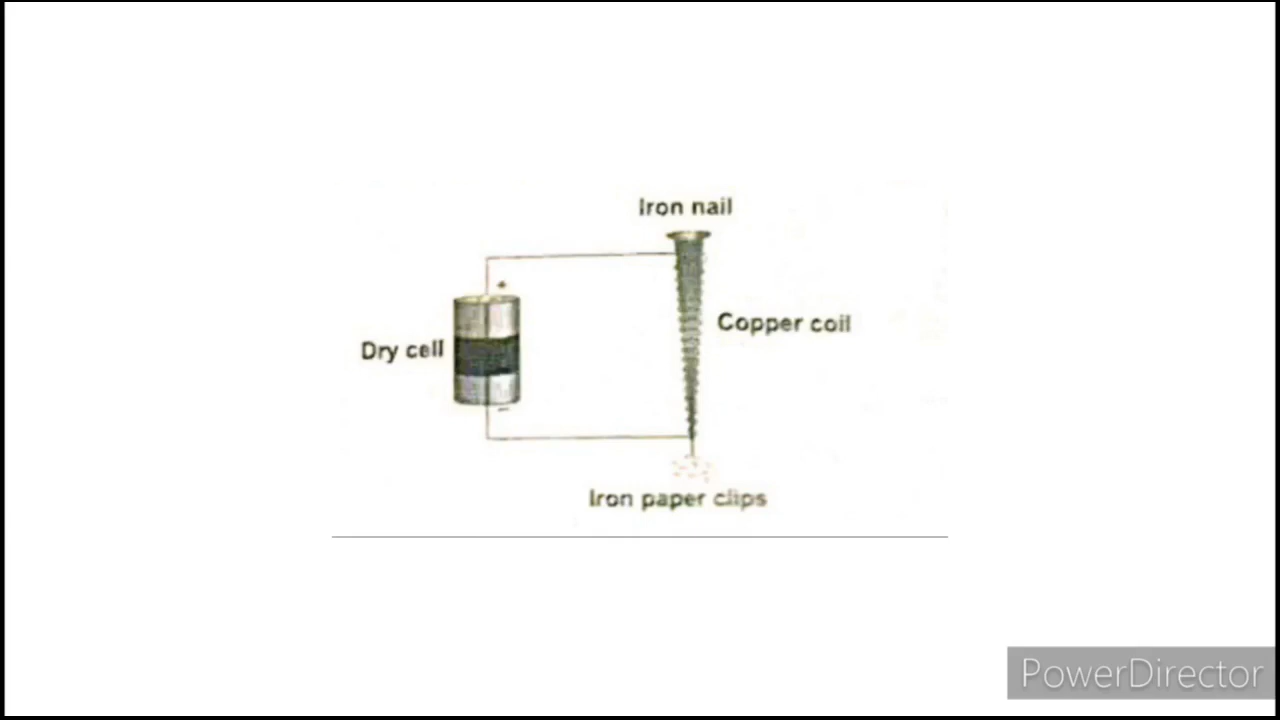 Iron nail
+
Copper coil
Dry cell
–
Iron paper clips
PowerDirector